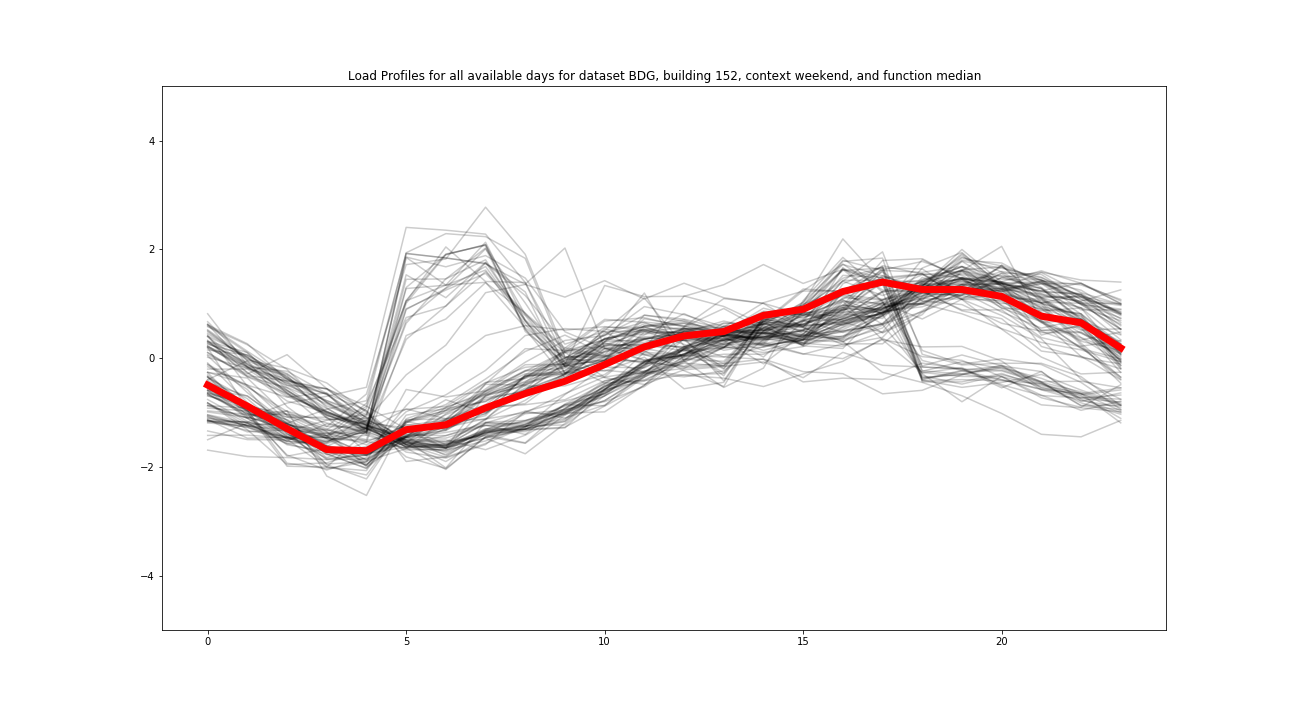 Load Profiles for all available days for dataset BDG, building 152, context weekend, and function median
4
2
0
−2
−4
0 5 10 15 20